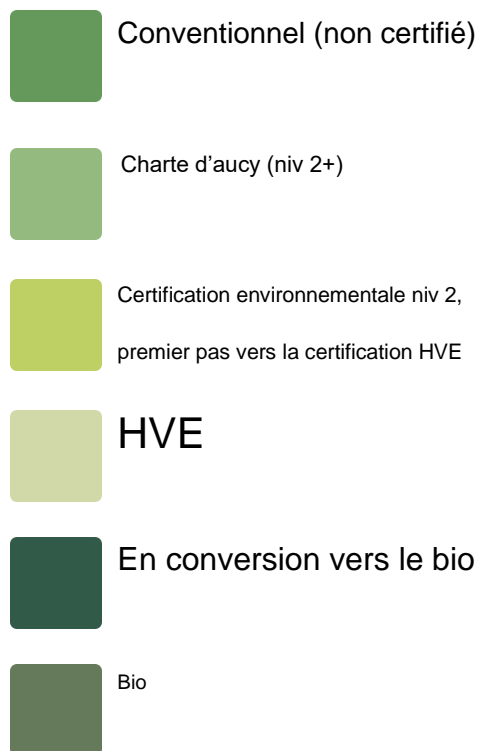 Conventionnel (non certifié)
Charte d'aucy (niv 2+)
Certification environnementale niv 2,
premier pas vers la certification HVE
HVE
En conversion vers le bio
Bio